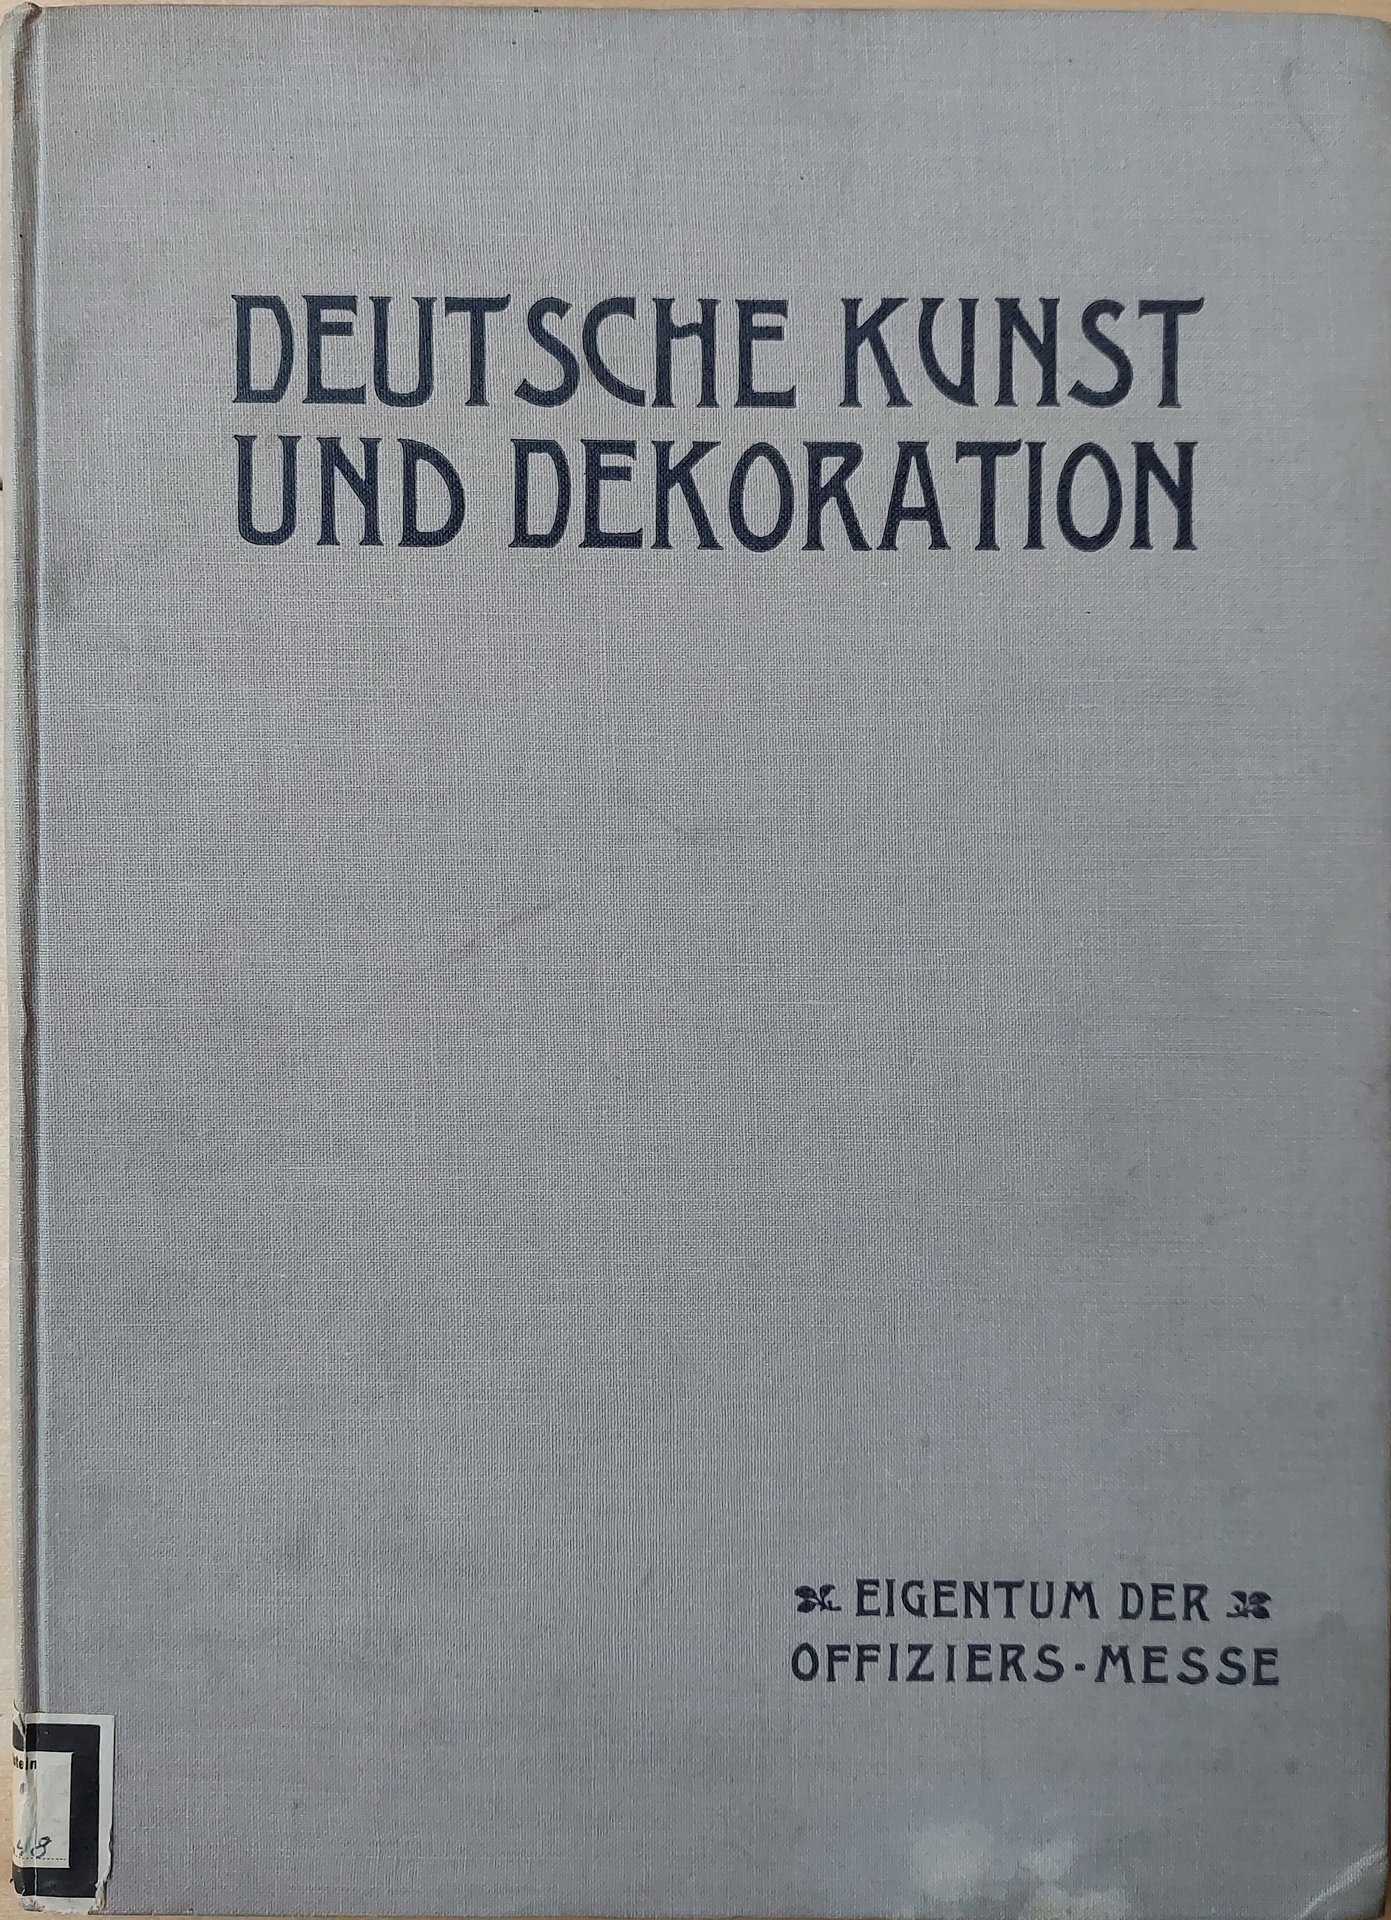 DEUTSCHE KUNST
UND DEKORATION
EIGENTUM DER
OFFIZIERS-MESSE